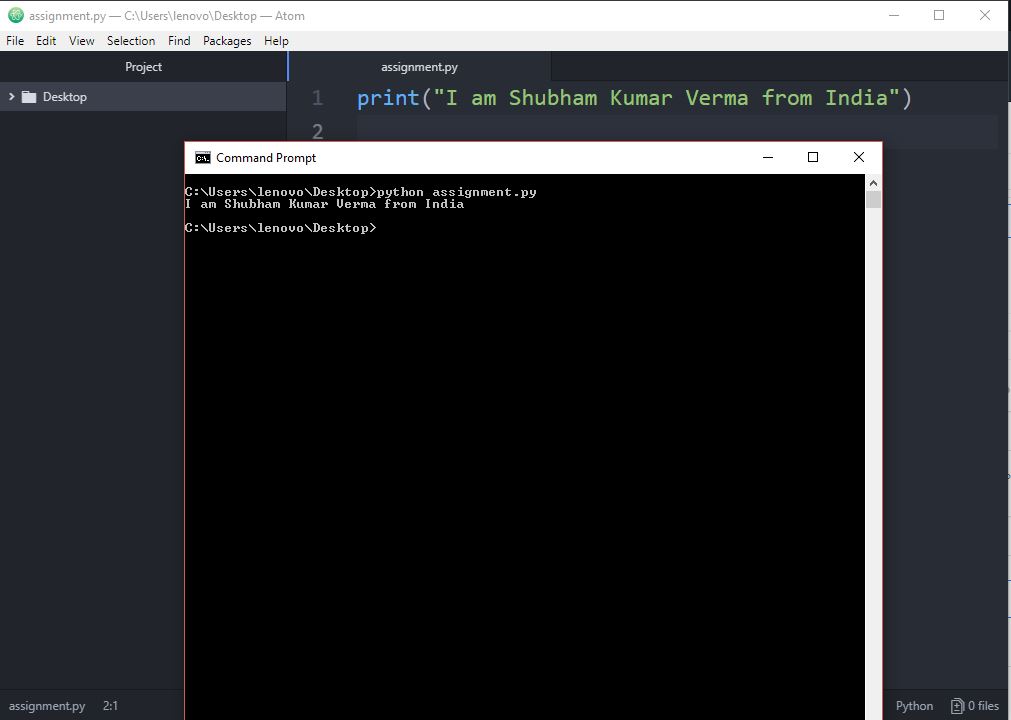 assignment.py — C:\Users\lenovo\Desktop — Atom
File Edit View Selection Find Packages Help
Project
assignment.py
Desktop
1 print("I am Shubham Kumar Verma from India")
2
Command Prompt
C:\Users\lenovo\Desktop>python assignment.py
I am Shubham Kumar Verma from India
C:\Users\lenovo\Desktop>
assignment.py 2:1 Python 0 files